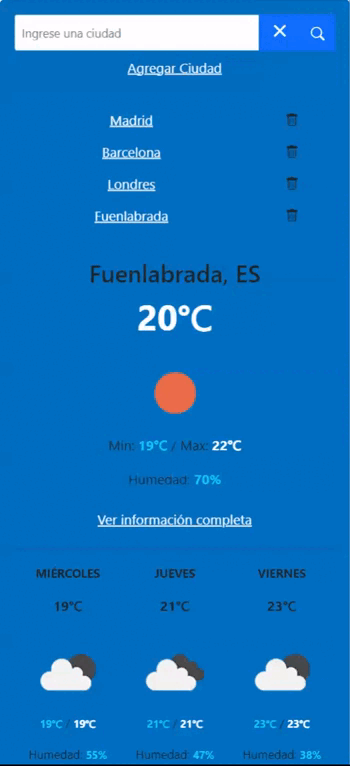 Ingrese una ciudad
Agregar Ciudad
Madrid
Barcelona
Londres
Fuenlabrada
Fuenlabrada, ES
20°C
Min: 19°C / Max: 22°C
Humedad: 70%
Ver información completa
MIÉRCOLES JUEVES VIERNES
19°C 21°C 23°C
19°C / 19°C 21°C / 21°C 23°C / 23°C
Humedad: 55% Humedad: 47% Humedad: 38%